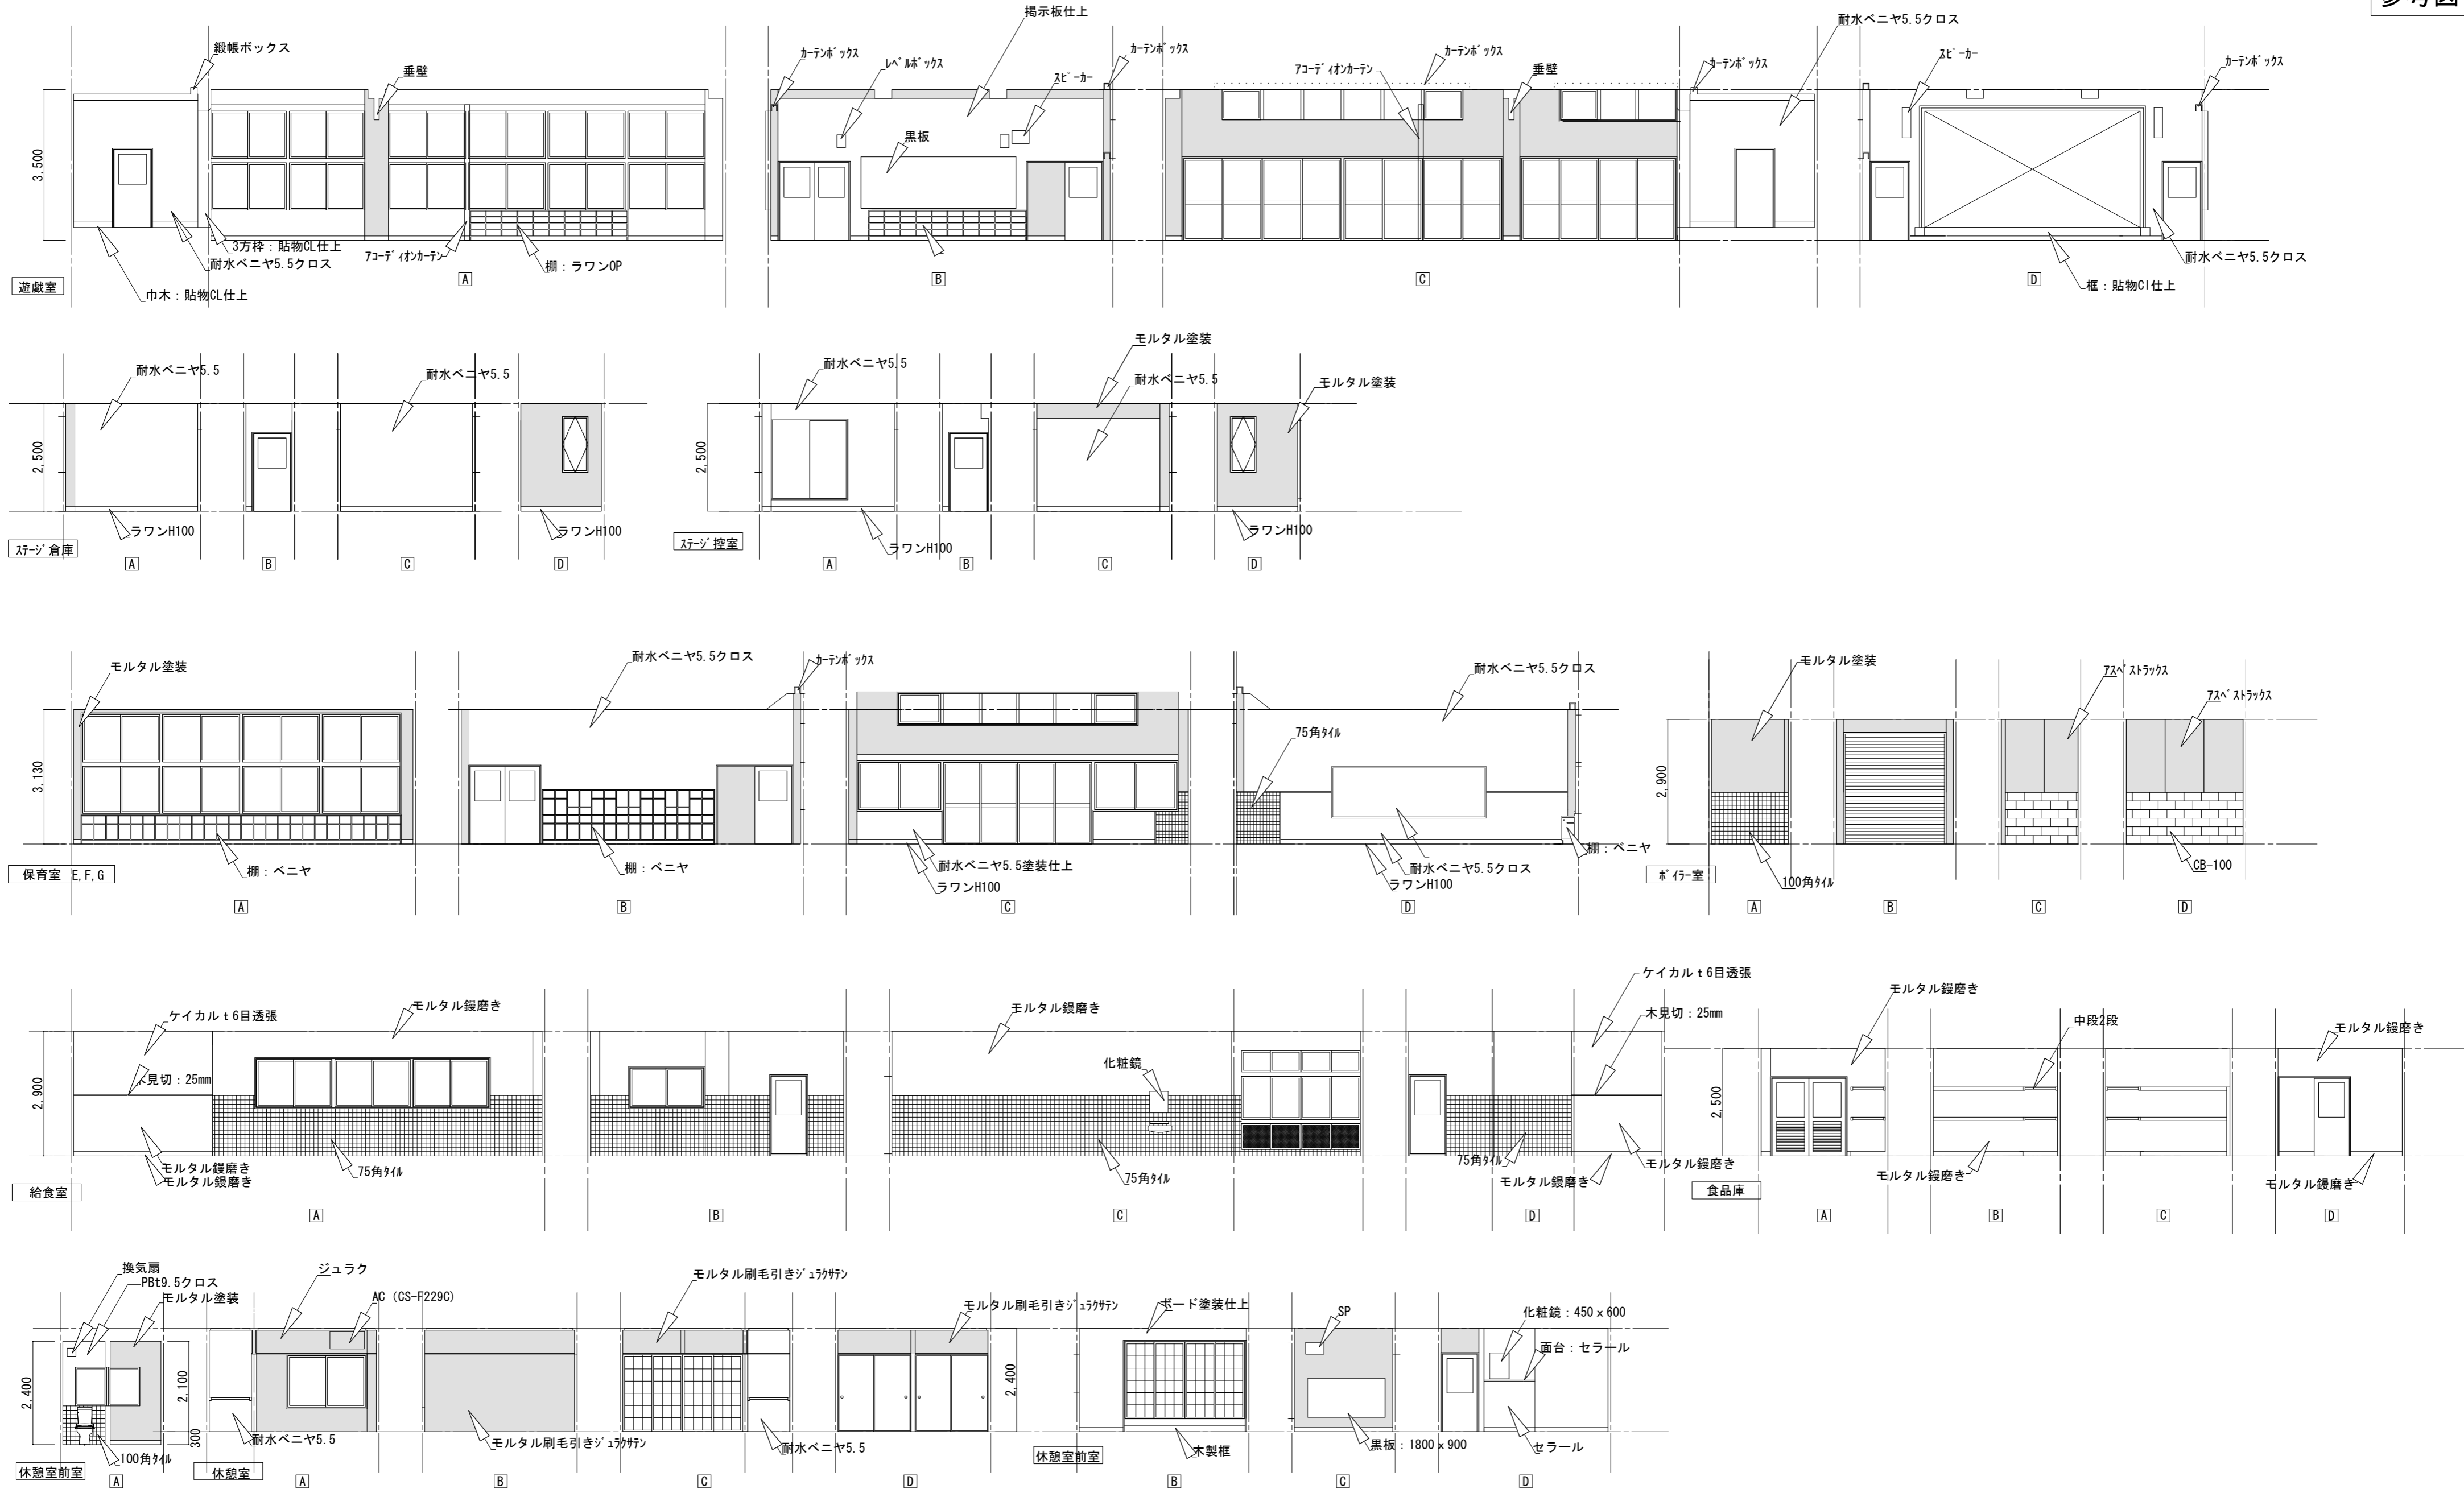 参考図
掲示板仕上
緞帳ボックス
垂壁
カーテンボックス
レベルボックス
スピーカー
カーテンボックス
アコーディオンカーテン
カーテンボックス
垂壁
カーテンボックス
耐水ベニヤ5.5クロス
スピーカー
カーテンボックス
黒板
3,500
3方枠：貼物CL仕上
耐水ベニヤ5.5クロス
巾木：貼物CL仕上
アコーディオンカーテン
棚：ラワンOP
耐水ベニヤ5.5クロス
框：貼物Cl仕上
遊戯室
A
B
C
D
耐水ベニヤ5.5
耐水ベニヤ5.5
2,500
ラワンH100
ラワンH100
ステージ倉庫
A
B
C
D
耐水ベニヤ5.5
モルタル塗装
耐水ベニヤ5.5
モルタル塗装
2,500
ラワンH100
ラワンH100
ステージ控室
A
B
C
D
モルタル塗装
耐水ベニヤ5.5クロス
カーテンボックス
耐水ベニヤ5.5クロス
75角タイル
3,130
棚：ベニヤ
棚：ベニヤ
耐水ベニヤ5.5塗装仕上
ラワンH100
耐水ベニヤ5.5クロス
ラワンH100
棚：ベニヤ
保育室 E,F,G
A
B
C
D
モルタル塗装
アスベストラックス
アスベストラックス
2,900
100角タイル
CB-100
ボイラー室
A
B
C
D
ケイカルｔ6目透張
モルタル鏝磨き
木見切：25mm
モルタル鏝磨き
化粧鏡
ケイカルｔ6目透張
木見切：25mm
2,900
モルタル鏝磨き
モルタル鏝磨き
75角タイル
75角タイル
75角タイル
モルタル鏝磨き
モルタル鏝磨き
給食室
A
B
C
D
モルタル鏝磨き
中段2段
モルタル鏝磨き
2,500
モルタル鏝磨き
モルタル鏝磨き
食品庫
A
B
C
D
換気扇
PBt9.5クロス
モルタル塗装
2,400
2,100
300
100角タイル
休憩室前室
A
ジュラク
AC（CS-F229C）
モルタル刷毛引きジュラクサテン
モルタル刷毛引きジュラクサテン
2,400
耐水ベニヤ5.5
モルタル刷毛引きジュラクサテン
耐水ベニヤ5.5
休憩室
A
B
C
D
ボード塗装仕上
SP
化粧鏡：450ｘ600
面台：セラール
木製框
黒板：1800ｘ900
セラール
休憩室前室
B
C
D